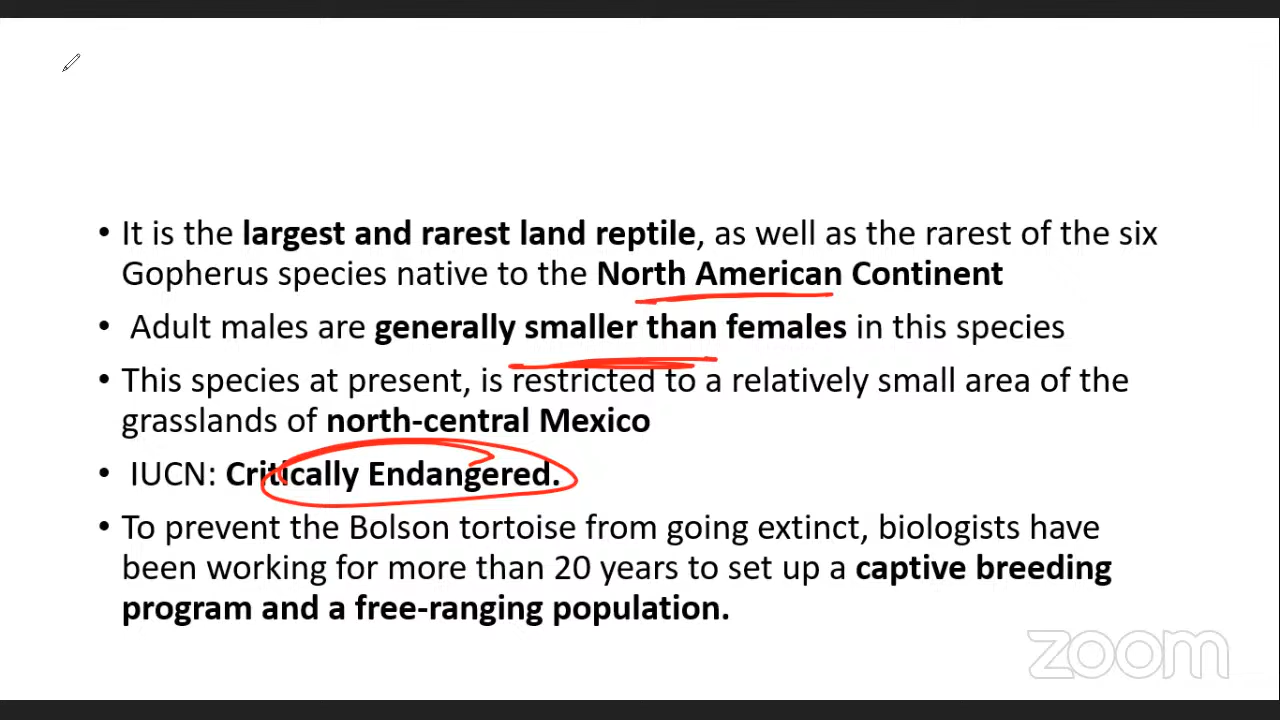 • It is the largest and rarest land reptile, as well as the rarest of the six
Gopherus species native to the North American Continent
• Adult males are generally smaller than females in this species
• This species at present, is restricted to a relatively small area of the
grasslands of north-central Mexico
• IUCN: Critically Endangered.
• To prevent the Bolson tortoise from going extinct, biologists have
been working for more than 20 years to set up a captive breeding
program and a free-ranging population.
zoom